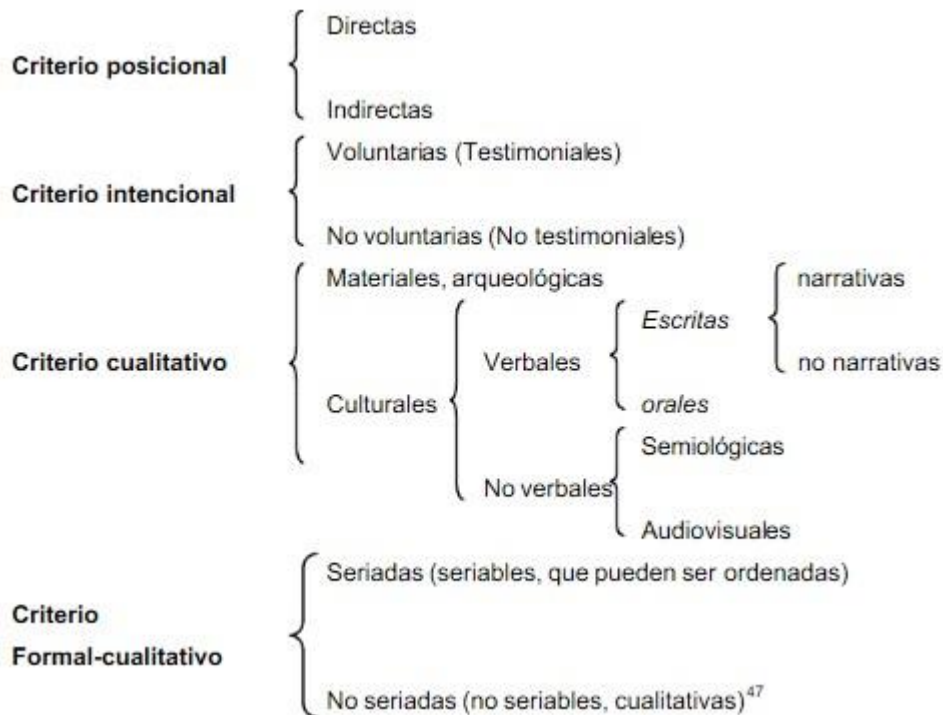 Directas
Criterio posicional
Indirectas
Voluntarias (Testimoniales)
Criterio intencional
No voluntarias (No testimoniales)
Materiales, arqueológicas
narrativas
Escritas
Criterio cualitativo
Verbales
no narrativas
Culturales
orales
Semiológicas
No verbales
Audiovisuales
Seriadas (seriables, que pueden ser ordenadas)
Criterio
Formal-cualitativo
No seriadas (no seriables, cualitativas)47